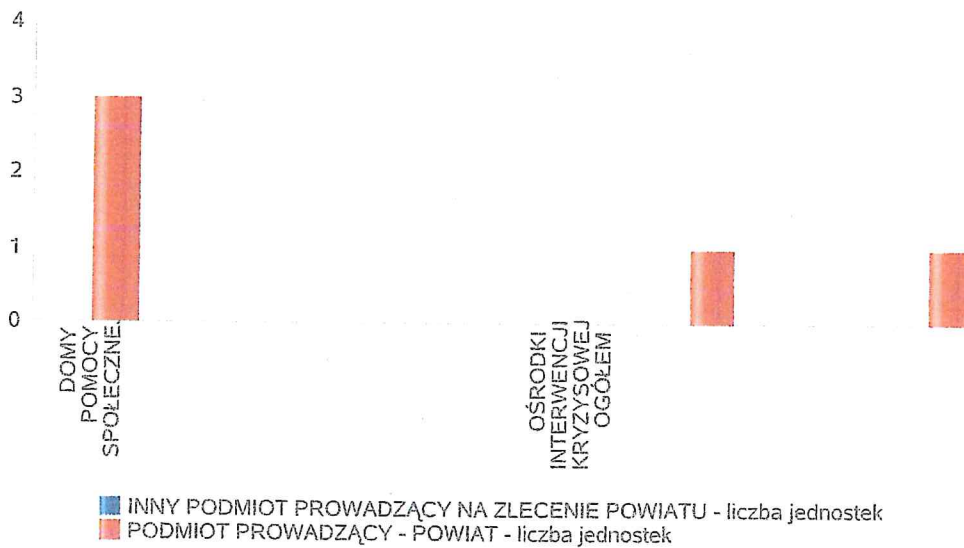 4
3
2
1
0
DOMY
POMOCY
SPOŁECZNEJ
OŚRODKI
INTERWENCJI
KRYZYSOWEJ
OGÓŁEM
INNY PODMIOT PROWADZĄCY NA ZLECENIE POWIATU - liczba jednostek
PODMIOT PROWADZĄCY - POWIAT - liczba jednostek